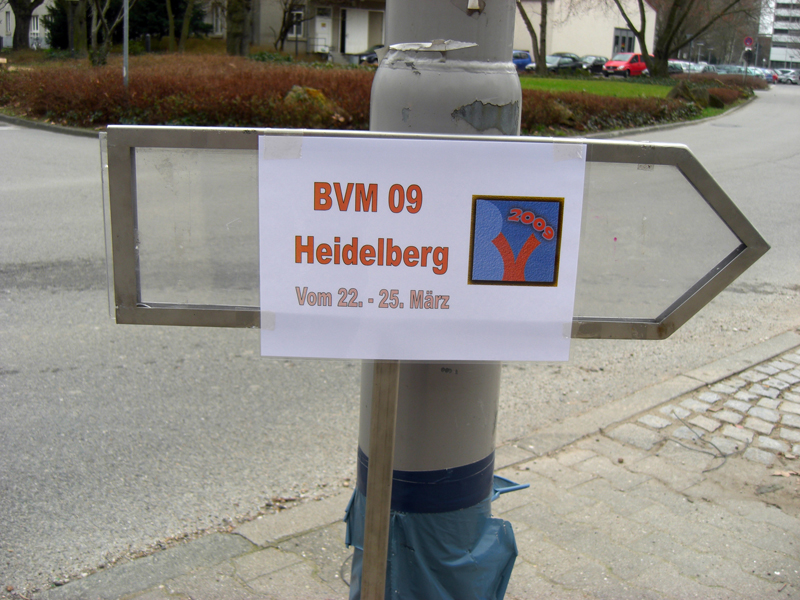 BVM 09
Heidelberg
Vom 22. - 25. März
2009